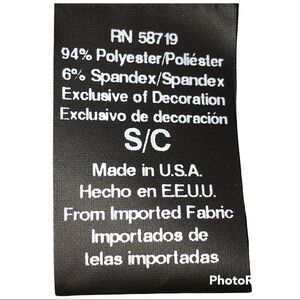 RN 58719
94% Polyester/Poliéster
6% Spandex/Spandex
Exclusive of Decoration
Exclusivo de decoración
S/C
Made in U.S.A.
Hecho en E.E.U.U.
From Imported Fabric
Importados de
telas importadas